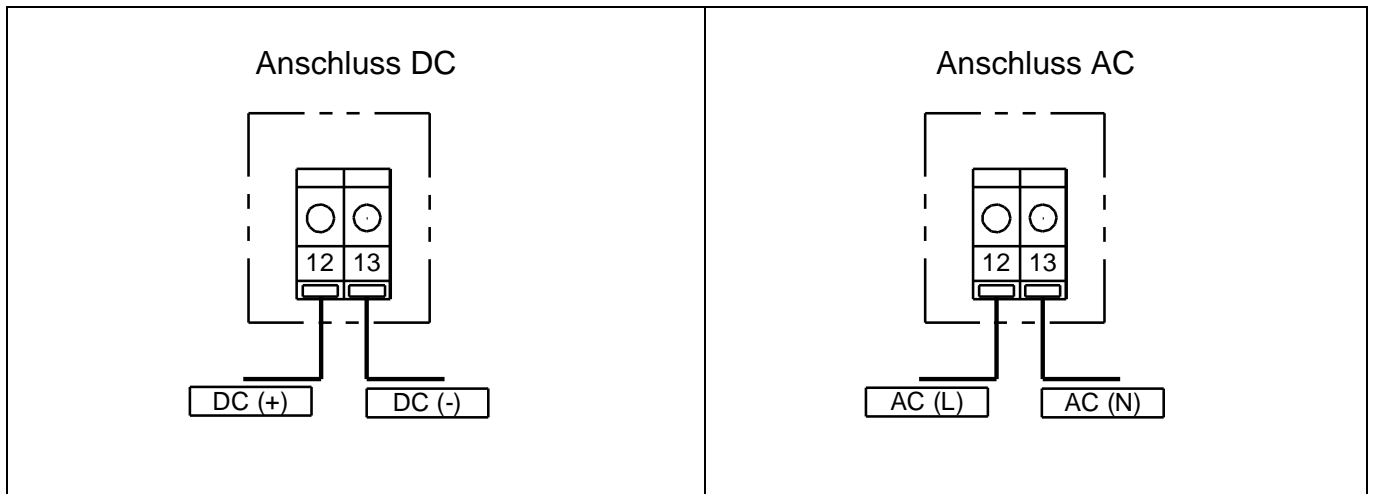 Anschluss DC
12 13
DC (+) DC (-)
Anschluss AC
12 13
AC (L) AC (N)